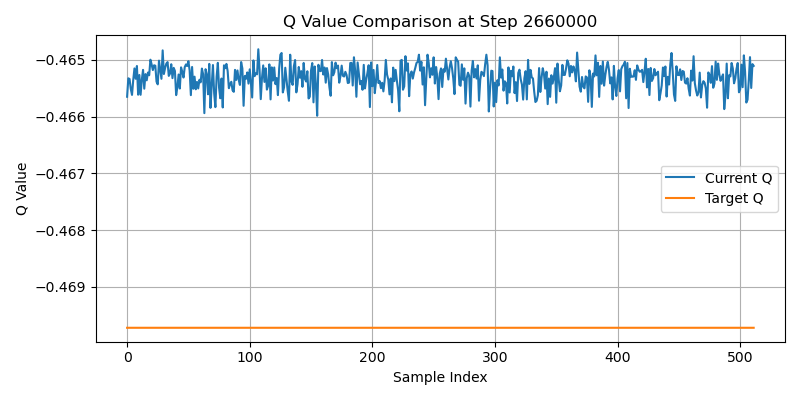 Q Value Comparison at Step 2660000
Q Value
−0.465
−0.466
−0.467
−0.468
−0.469
Current Q
Target Q
0
100
200
300
400
500
Sample Index